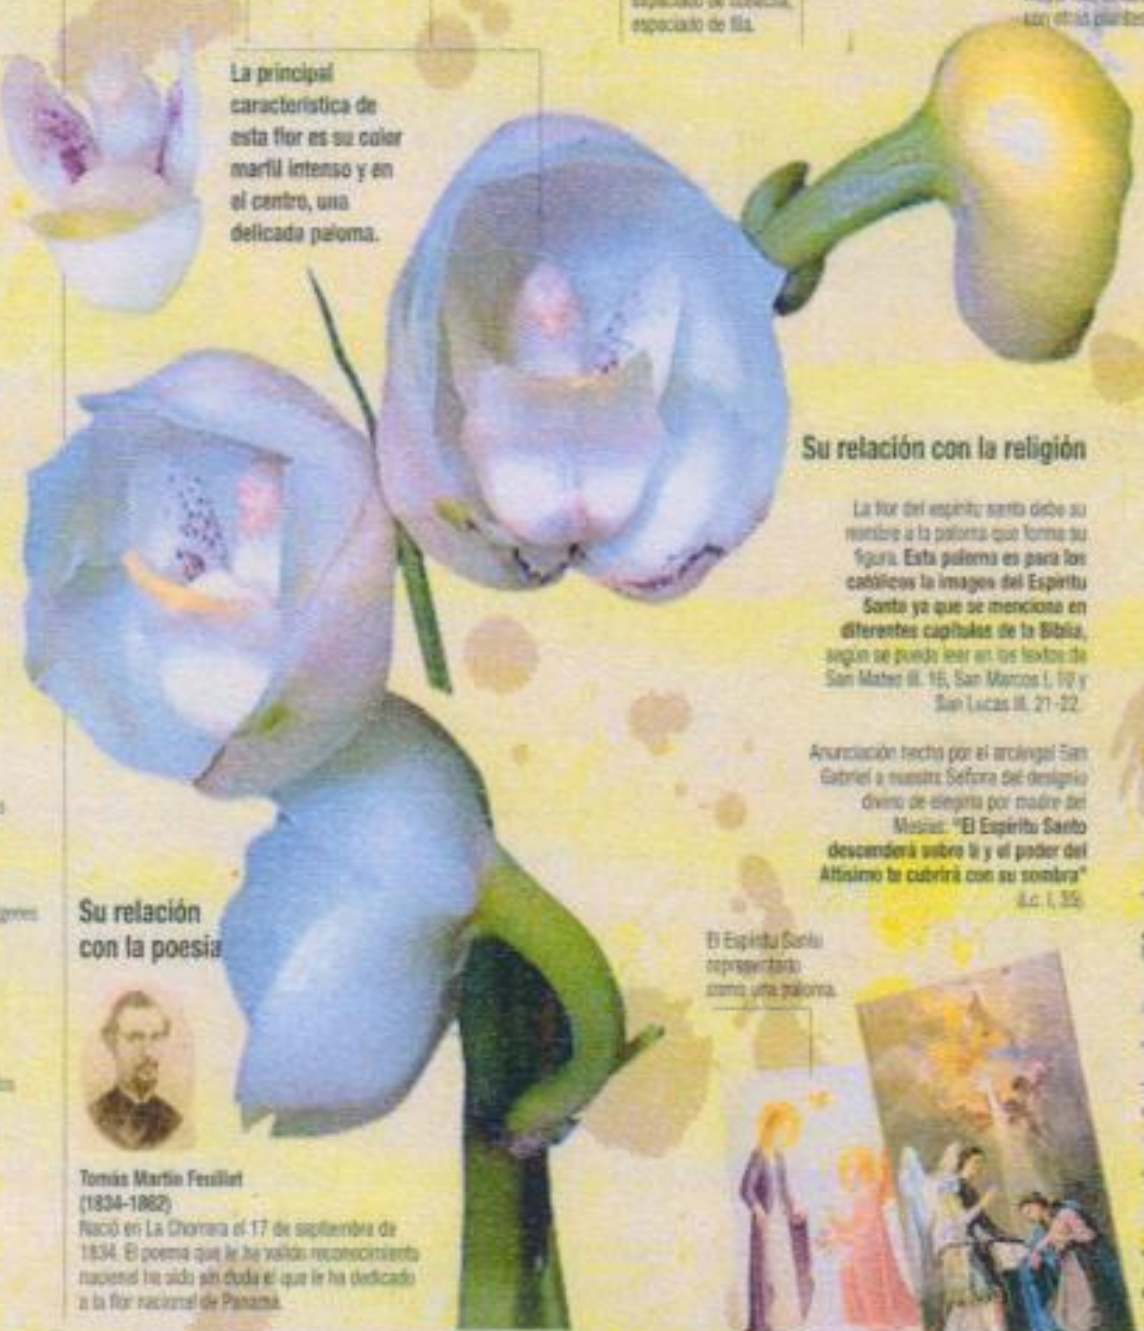 espaciado de fila.
con otras plantas
La principal
característica de
esta flor es su color
marfil intenso y en
el centro, una
delicada paloma.
Su relación con la religión
La flor del espíritu santo debe su
nombre a la paloma que forma su
figura. Esta paloma es para los
católicos la imagen del Espíritu
Santo ya que se menciona en
diferentes capítulos de la Biblia,
según se puede leer en los textos de
San Mateo III. 16, San Marcos I, 10 y
San Lucas III. 21-22.
Anunciación hecha por el arcángel San
Gabriel a nuestra Señora del designio
divino de elegirla por madre del
Mesías: "El Espíritu Santo
descenderá sobre ti y el poder del
Altísimo te cubrirá con su sombra"
(Lc. I, 35)
Su relación
con la poesía
El Espíritu Santo
representado
como una paloma.
Tomás Martín Feuillet
(1834-1862)
Nació en La Chorrera el 17 de septiembre de
1834. El poema que le ha valido reconocimiento
nacional ha sido sin duda el que le ha dedicado
a la flor nacional de Panamá.